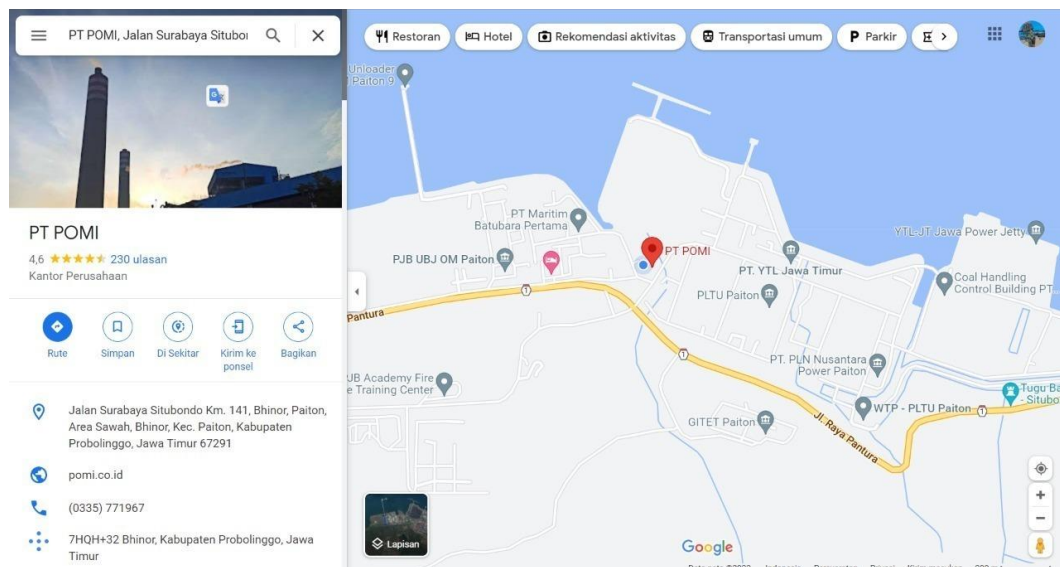 PT POMI, Jalan Surabaya Situbo
PT POMI
4,6
230 ulasan
Kantor Perusahaan
Rute
Simpan
Di Sekitar
Kirim ke
ponsel
Bagikan
Jalan Surabaya Situbondo Km. 141, Bhinor, Paiton,
Area Sawah, Bhinor, Kec. Paiton, Kabupaten
Probolinggo, Jawa Timur 67291
pomi.co.id
(0335) 771967
7HQH+32 Bhinor, Kabupaten Probolinggo, Jawa
Timur
Restoran
Hotel
Rekomendasi aktivitas
Transportasi umum
P Parkir
Unloader
Paiton 9
PT Maritim
Batubara Pertama
PJB UBJ OM Paiton
PT POMI
PT. YTL Jawa Timur
PLTU Paiton
YTL-JT Jawa Power Jetty
Coal Handling
Control Building PT
1
Pantura
1
UB Academy Fire
e Training Center
PT. PLN Nusantara
Power Paiton
Tugu Ba
- Situbo
WTP - PLTU Paiton
1
GITET Paiton
Jl. Raya Pantura
Lapisan
Google